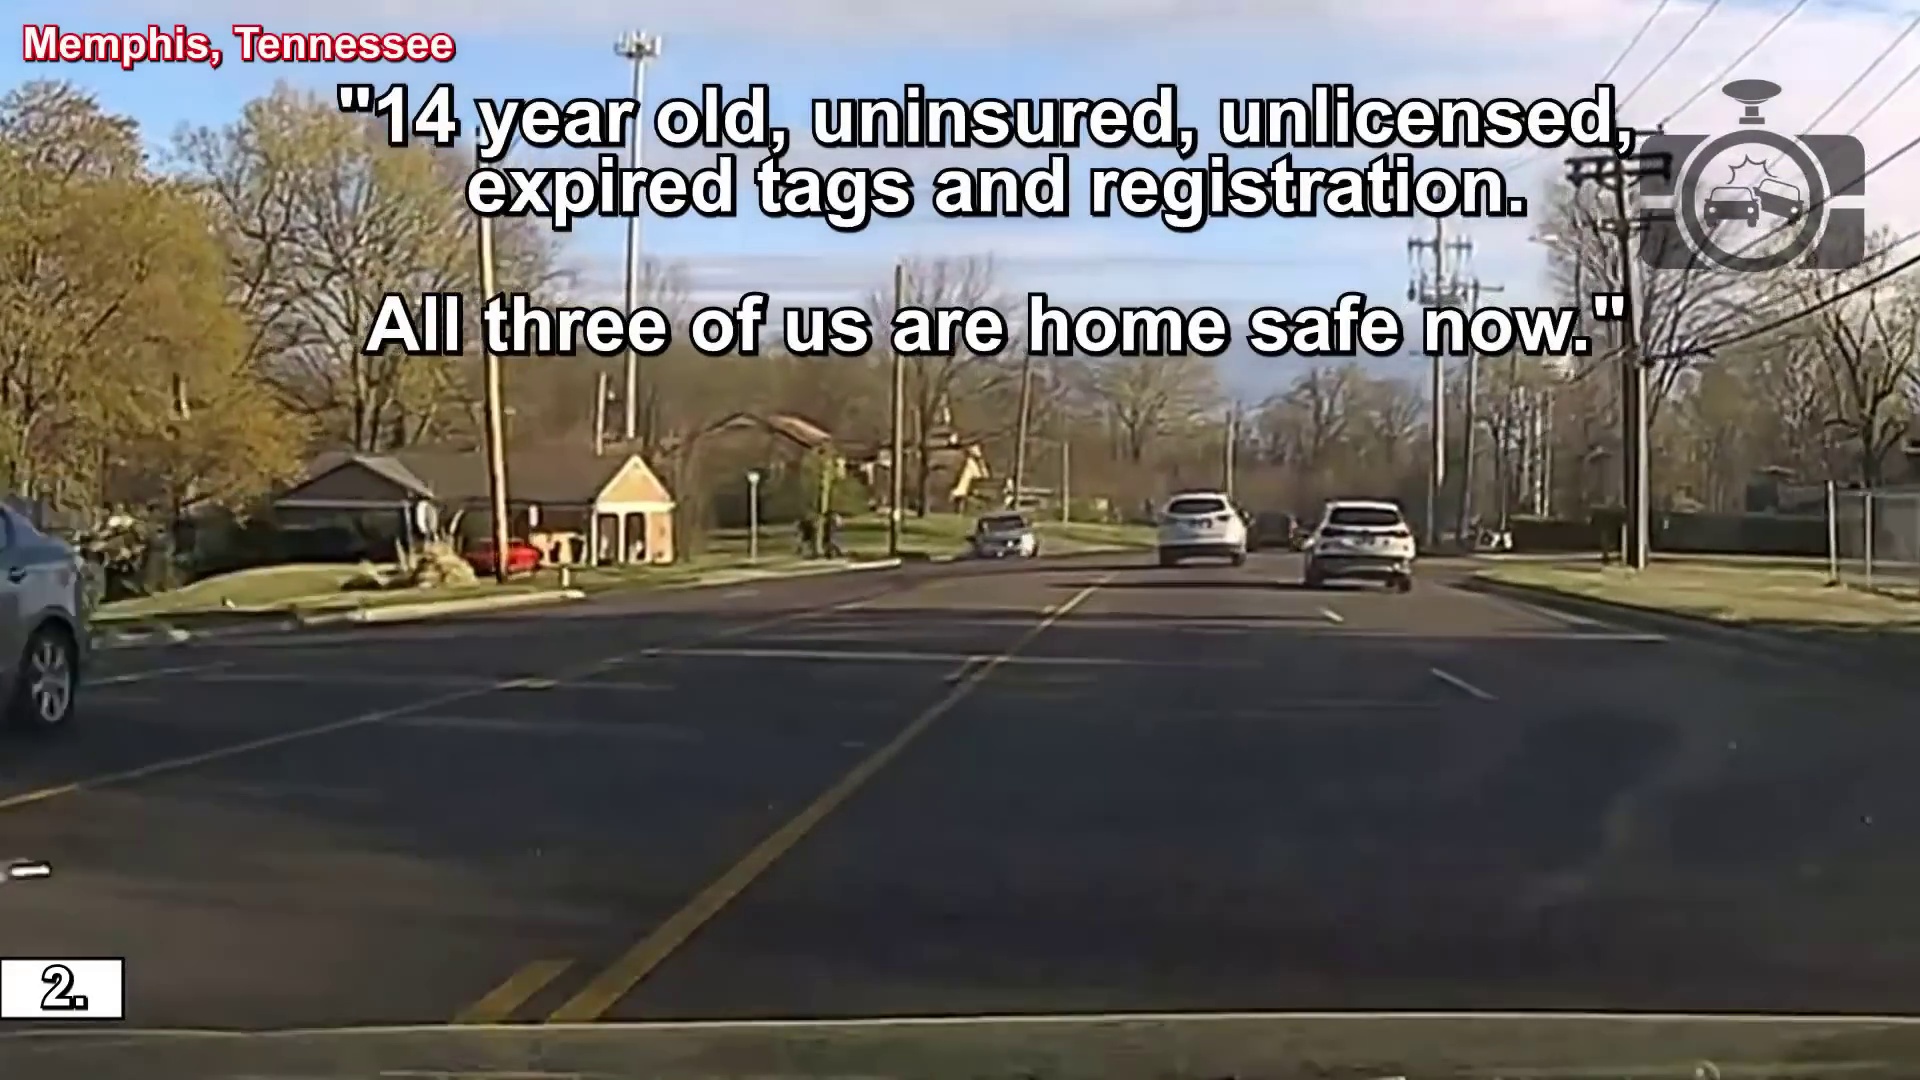 Memphis, Tennessee
"14 year old, uninsured, unlicensed,
expired tags and registration.
All three of us are home safe now."
2.